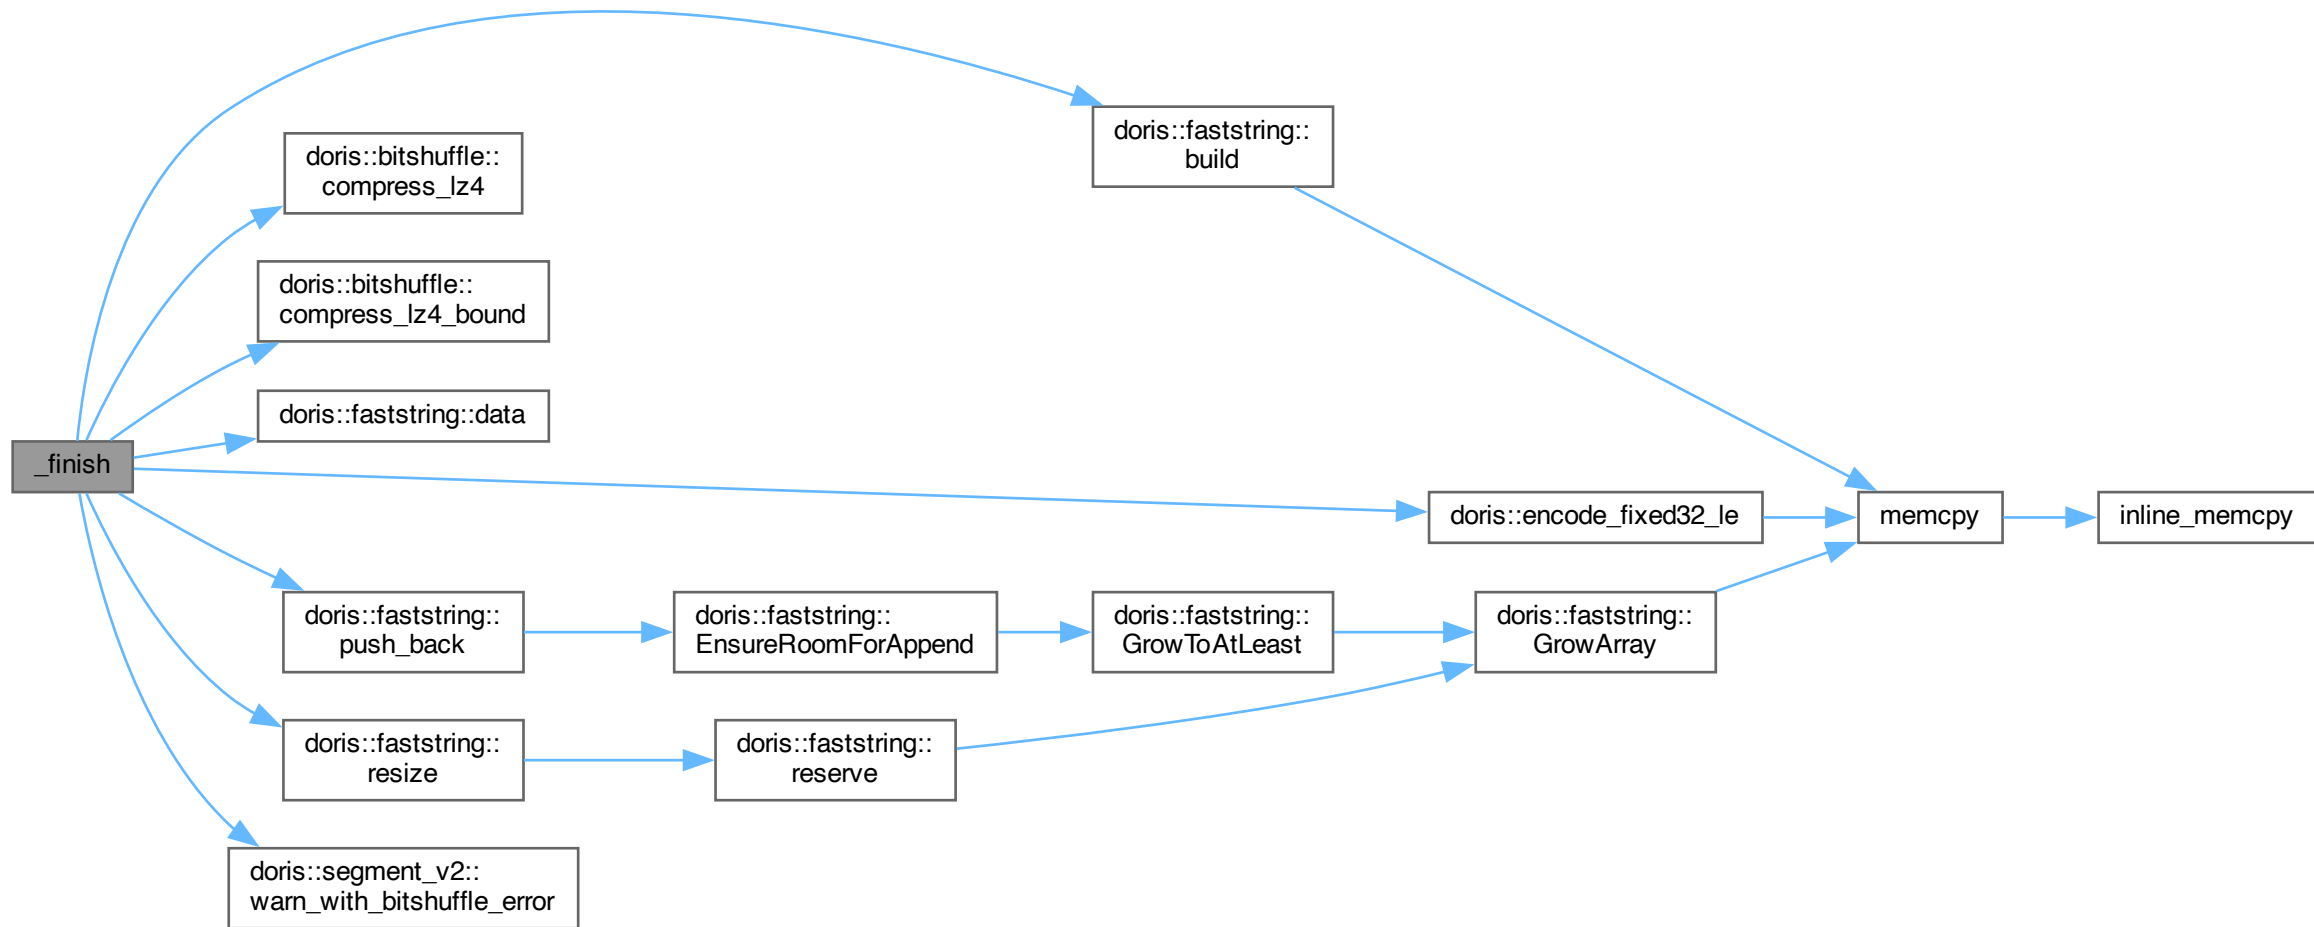 doris::faststring::
build
doris::bitshuffle::
compress_lz4
doris::bitshuffle::
compress_lz4_bound
doris::faststring::data
_finish
doris::encode_fixed32_le
memcpy
inline_memcpy
doris::faststring::
push_back
doris::faststring::
EnsureRoomForAppend
doris::faststring::
GrowToAtLeast
doris::faststring::
GrowArray
doris::faststring::
resize
doris::faststring::
reserve
doris::segment_v2::
warn_with_bitshuffle_error